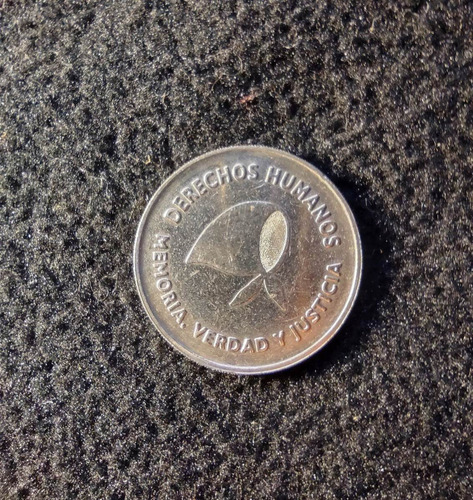 DERECHOS HUMANOS
MEMORIA, VERDAD Y JUSTICIA